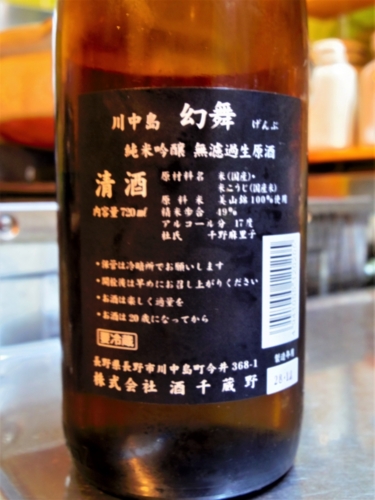 川中島 幻舞 げんぶ
純米吟醸 無濾過生原酒
清酒
内容量720ml
原材料名 米(国産)・
米こうじ(国産米)
原料米 美山錦100%使用
精米歩合 49%
アルコール分 17度
杜氏 千野麻里子
・保管は冷暗所でお願いします
・開栓後は早めにお召し上がりください
・お酒は楽しく適量を
・お酒は20歳になってから
要冷蔵
製造年月
長野県長野市川中島町今井368-1
株式会社 酒千蔵野